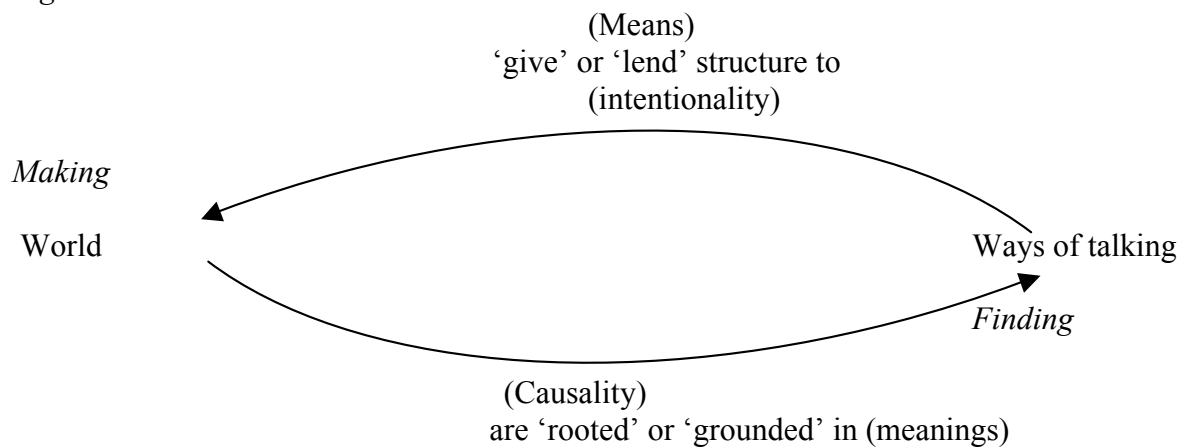 (Means)
‘give’ or ‘lend’ structure to
(intentionality)
Making
World
Ways of talking
Finding
(Causality)
are ‘rooted’ or ‘grounded’ in (meanings)